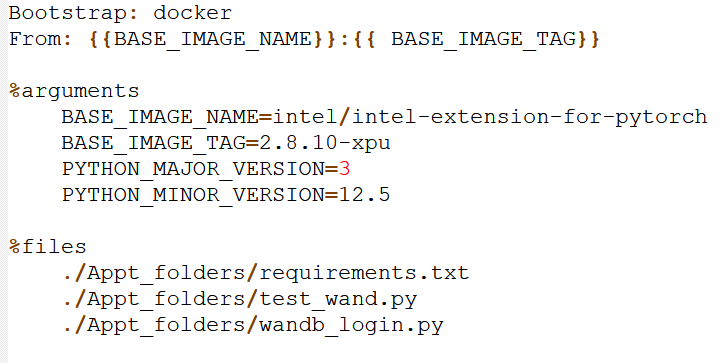 Bootstrap: docker
From: {{BASE_IMAGE_NAME}}:{{ BASE_IMAGE_TAG}}
%arguments
BASE_IMAGE_NAME=intel/intel-extension-for-pytorch
BASE_IMAGE_TAG=2.8.10-xpu
PYTHON_MAJOR_VERSION=3
PYTHON_MINOR_VERSION=12.5
%files
./Appt_folders/requirements.txt
./Appt_folders/test_wand.py
./Appt_folders/wandb_login.py